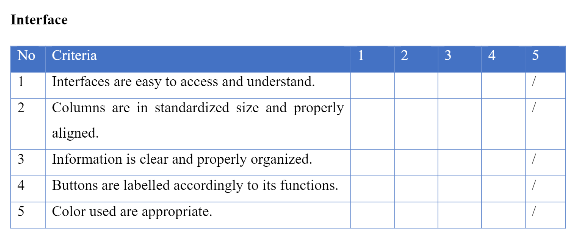 Interface
No Criteria 1 2 3 4 5
1 Interfaces are easy to access and understand. /
2 Columns are in standardized size and properly /
aligned.
3 Information is clear and properly organized. /
4 Buttons are labelled accordingly to its functions. /
5 Color used are appropriate. /